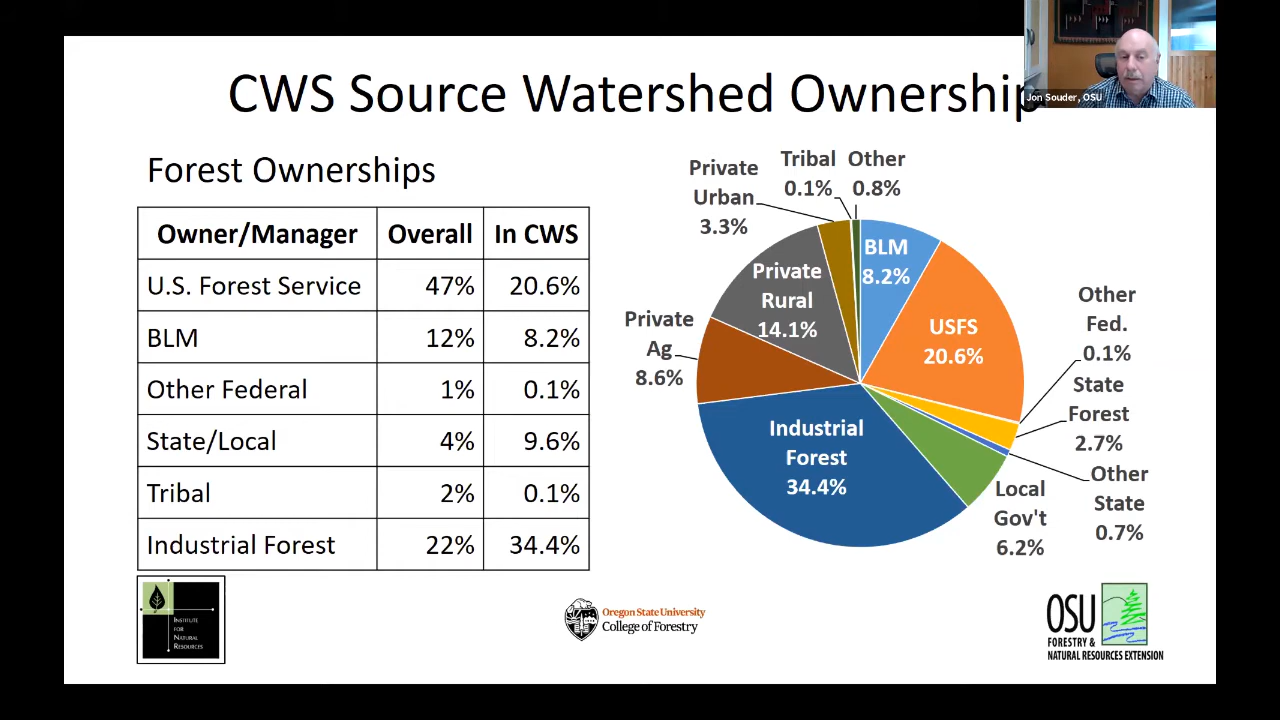 CWS Source Watershed Ownership
Jon Souder, OSU
Forest Ownerships
Owner/Manager Overall In CWS
U.S. Forest Service 47% 20.6%
BLM 12% 8.2%
Other Federal 1% 0.1%
State/Local 4% 9.6%
Tribal 2% 0.1%
Industrial Forest 22% 34.4%
Private
Urban
3.3%
Tribal
0.1%
Other
0.8%
BLM
8.2%
USFS
20.6%
Other
Fed.
0.1%
State
Forest
2.7%
Other
State
0.7%
Local
Gov't
6.2%
Industrial
Forest
34.4%
Private
Ag
8.6%
Private
Rural
14.1%
INSTITUTE
FOR
NATURAL
RESOURCES
Oregon State University
College of Forestry
OSU
FORESTRY &
NATURAL RESOURCES EXTENSION